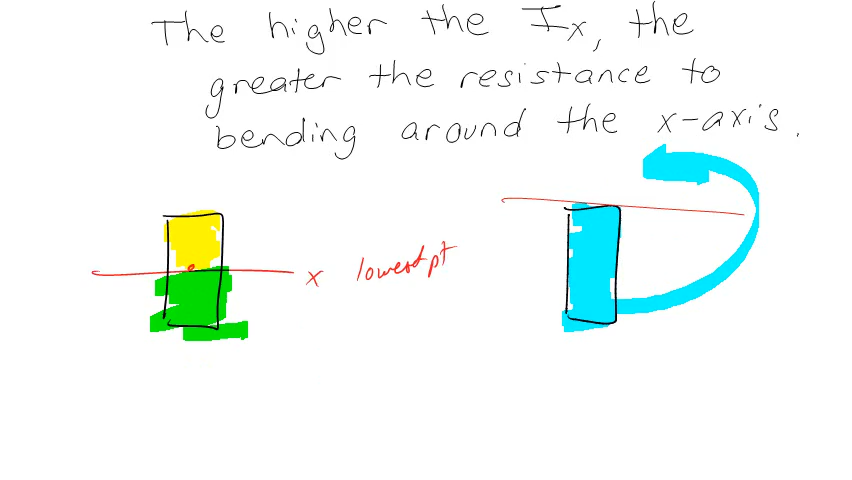 The higher the Ix, the
greater the resistance to
bending around the x-axis.
x lowest pt